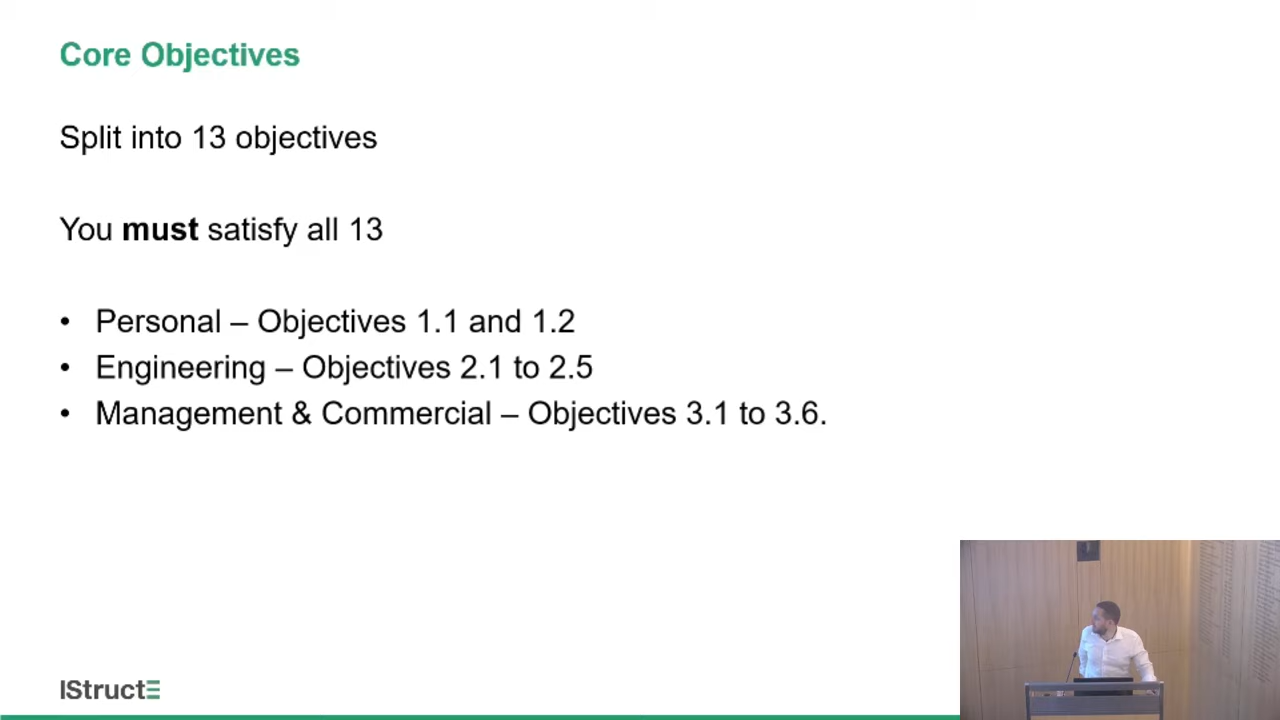 Core Objectives
Split into 13 objectives
You must satisfy all 13
• Personal – Objectives 1.1 and 1.2
• Engineering – Objectives 2.1 to 2.5
• Management & Commercial – Objectives 3.1 to 3.6.
IStructE